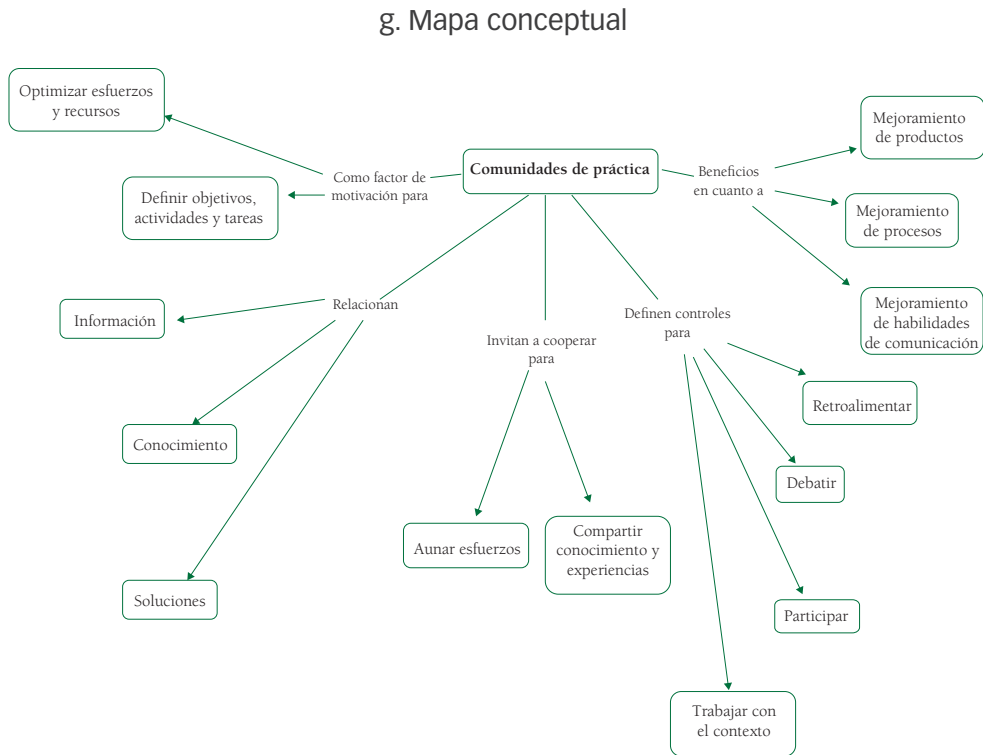 g. Mapa conceptual
Optimizar esfuerzos
y recursos
Como factor de
motivación para
Definir objetivos,
actividades y tareas
Comunidades de práctica
Beneficios
en cuanto a
Mejoramiento
de productos
Mejoramiento
de procesos
Mejoramiento
de habilidades
de comunicación
Relacionan
Información
Conocimiento
Soluciones
Invitan a cooperar
para
Aunar esfuerzos
Compartir
conocimiento y
experiencias
Definen controles
para
Retroalimentar
Debatir
Participar
Trabajar con
el contexto